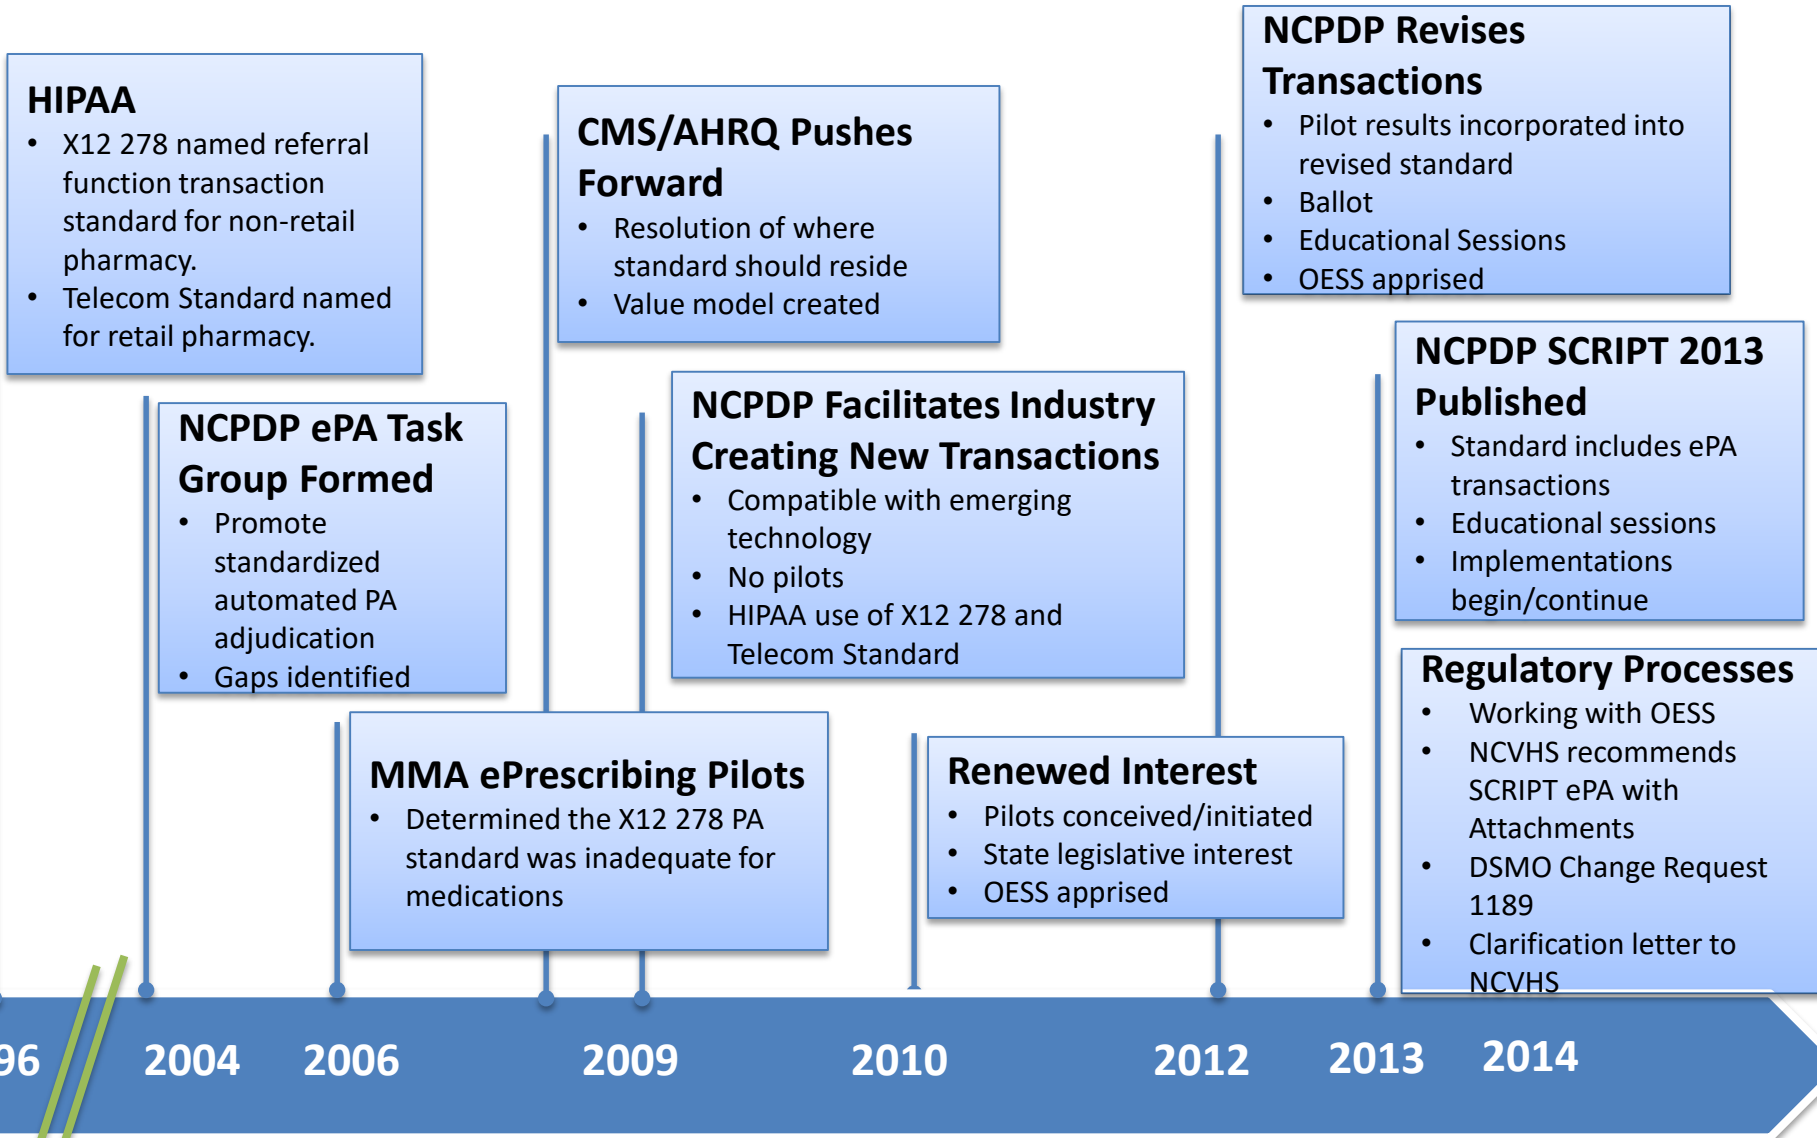 HIPAA
• X12 278 named referral
function transaction
standard for non-retail
pharmacy.
• Telecom Standard named
for retail pharmacy.
NCPDP ePA Task
Group Formed
• Promote
standardized
automated PA
adjudication
• Gaps identified
MMA ePrescribing Pilots
• Determined the X12 278 PA
standard was inadequate for
medications
CMS/AHRQ Pushes
Forward
• Resolution of where
standard should reside
• Value model created
NCPDP Facilitates Industry
Creating New Transactions
• Compatible with emerging
technology
• No pilots
• HIPAA use of X12 278 and
Telecom Standard
Renewed Interest
• Pilots conceived/initiated
• State legislative interest
• OESS apprised
NCPDP Revises
Transactions
• Pilot results incorporated into
revised standard
• Ballot
• Educational Sessions
• OESS apprised
NCPDP SCRIPT 2013
Published
• Standard includes ePA
transactions
• Educational sessions
• Implementations
begin/continue
Regulatory Processes
• Working with OESS
• NCVHS recommends
SCRIPT ePA with
Attachments
• DSMO Change Request
1189
• Clarification letter to
NCVHS
96 2004 2006 2009 2010 2012 2013 2014